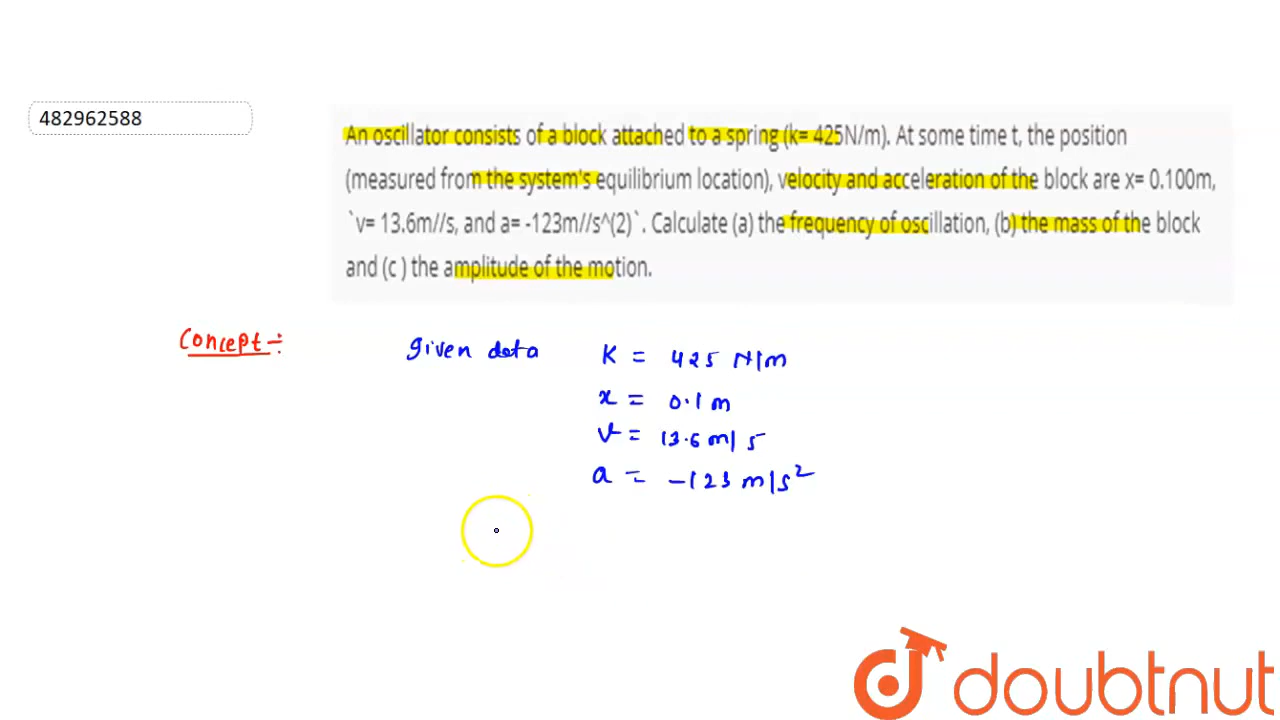 482962588
An oscillator consists of a block attached to a spring (k= 425N/m). At some time t, the position
(measured from the system's equilibrium location), velocity and acceleration of the block are x= 0.100m,
`v= 13.6m//s, and a= -123m//s^(2)`. Calculate (a) the frequency of oscillation, (b) the mass of the block
and (c ) the amplitude of the motion.
Concept :-
given data K = 425 N/m
x = 0.1 m
v = 13.6 m/s
a = -123 m/s²
doubtnut